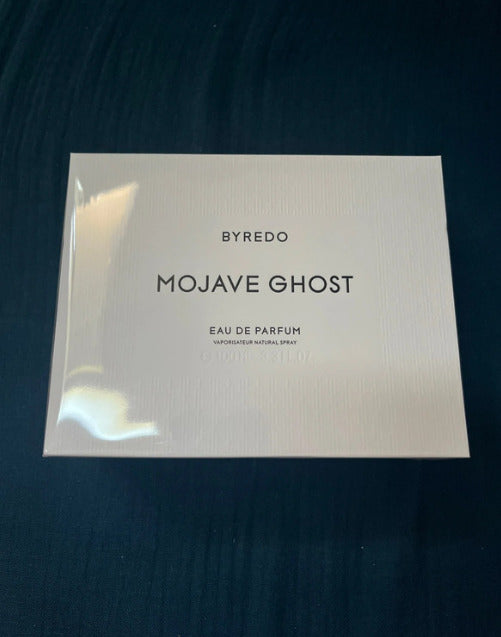 BYREDO
MOJAVE GHOST
EAU DE PARFUM
VAPORISATEUR NATURAL SPRAY